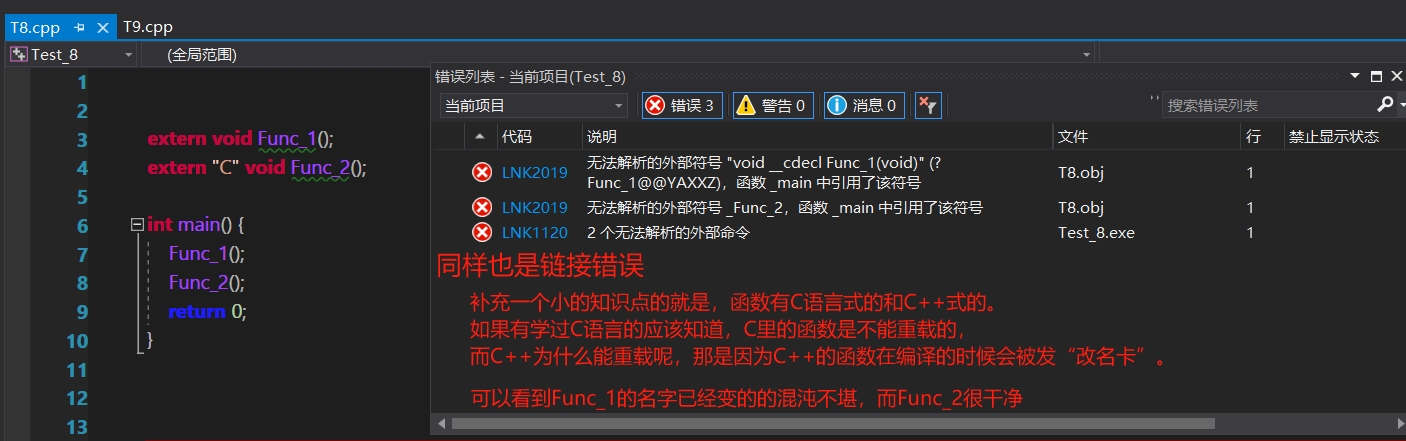 T8.cpp T9.cpp
Test_8 (全局范围)
1
2
3 extern void Func_1();
4 extern "C" void Func_2();
5
6 int main() {
7 Func_1();
8 Func_2();
9 return 0;
10 }
11
12
13
错误列表 - 当前项目(Test_8)
当前项目 错误 3 警告 0 消息 0 搜索错误列表
代码 说明 文件 行 禁止显示状态
LNK2019 无法解析的外部符号 "void __cdecl Func_1(void)" (?
Func_1@@YAXXZ)，函数 _main 中引用了该符号 T8.obj 1
LNK2019 无法解析的外部符号 _Func_2，函数 _main 中引用了该符号 T8.obj 1
LNK1120 2 个无法解析的外部命令 Test_8.exe 1
同样也是链接错误
补充一个小的知识点的就是，函数有C语言式的和C++式的。
如果有学过C语言的应该知道，C里的函数是不能重载的，
而C++为什么能重载呢，那是因为C++的函数在编译的时候会被发“改名卡”。
可以看到Func_1的名字已经变的的混沌不堪，而Func_2很干净